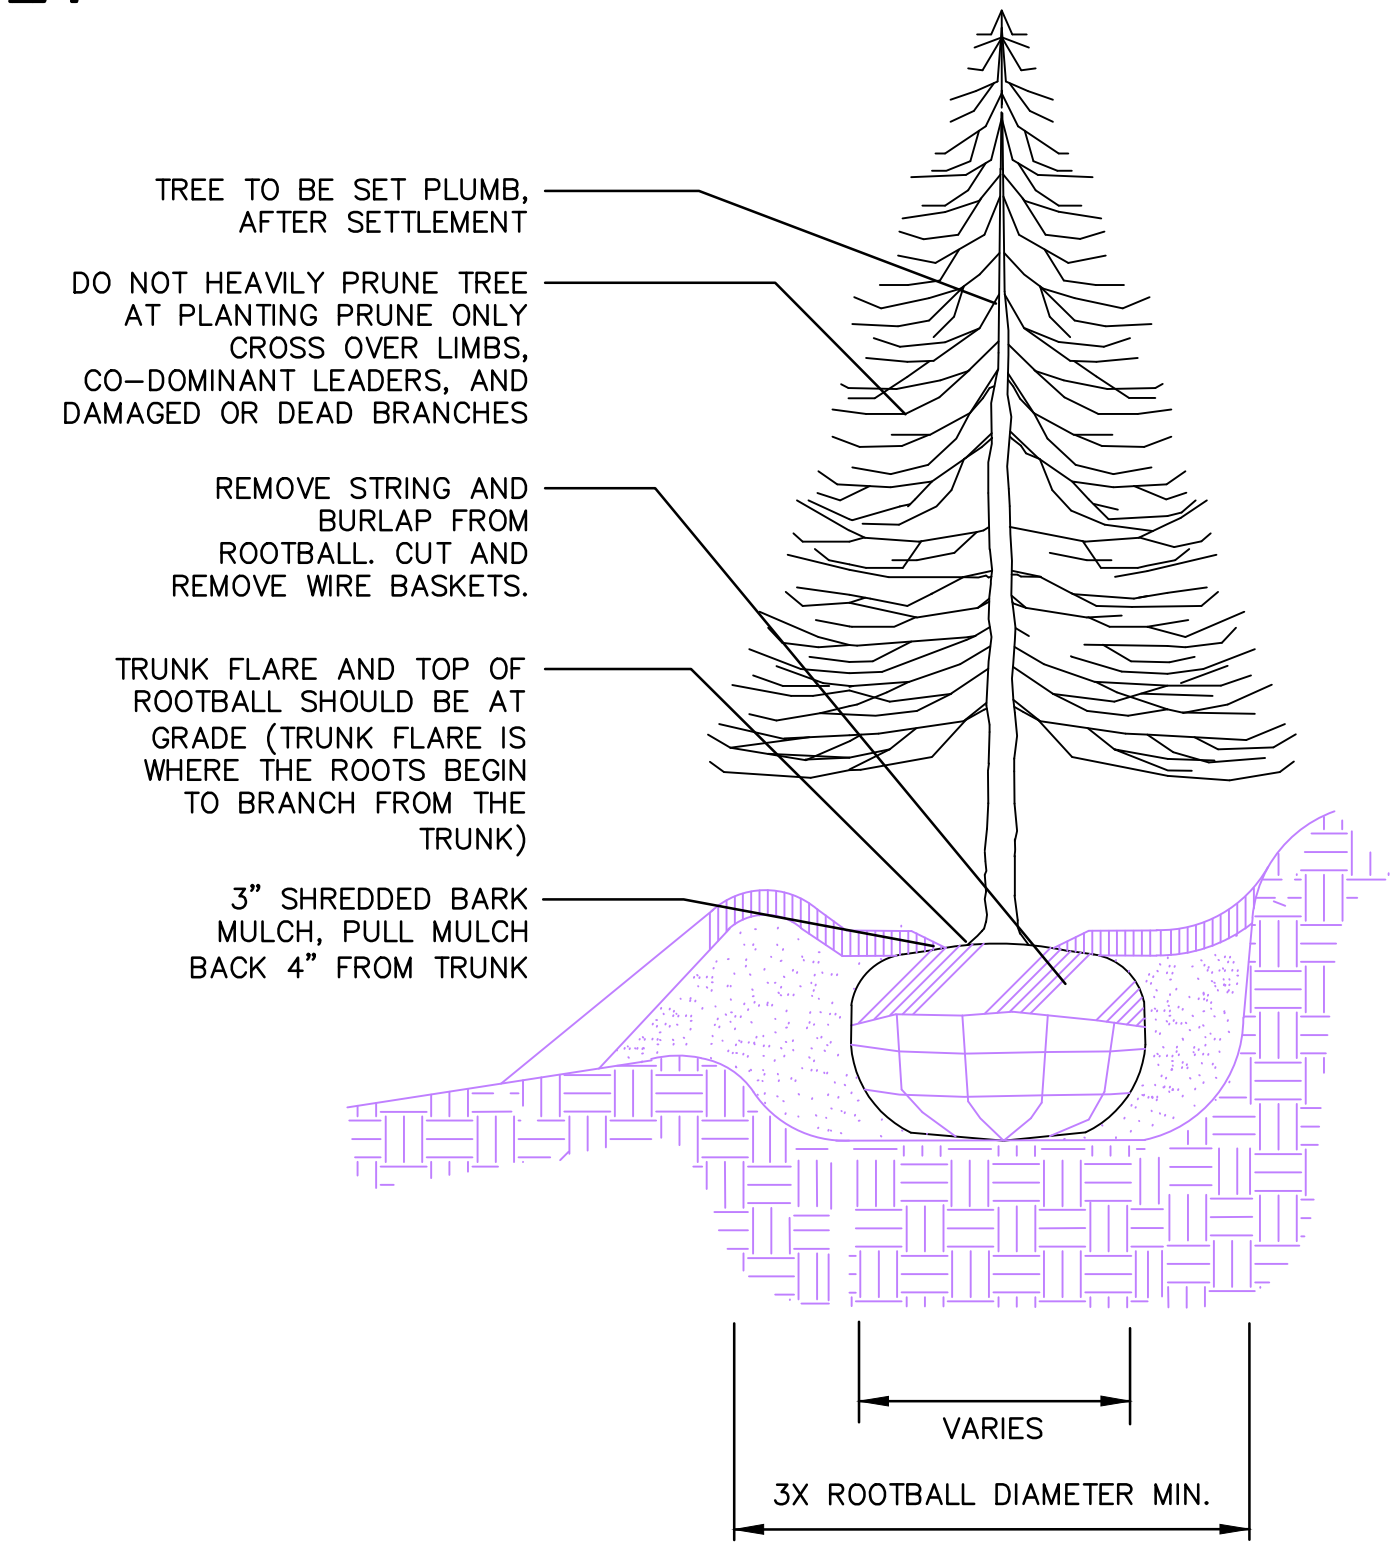 TREE TO BE SET PLUMB,
AFTER SETTLEMENT
DO NOT HEAVILY PRUNE TREE
AT PLANTING PRUNE ONLY
CROSS OVER LIMBS,
CO-DOMINANT LEADERS, AND
DAMAGED OR DEAD BRANCHES
REMOVE STRING AND
BURLAP FROM
ROOTBALL. CUT AND
REMOVE WIRE BASKETS.
TRUNK FLARE AND TOP OF
ROOTBALL SHOULD BE AT
GRADE (TRUNK FLARE IS
WHERE THE ROOTS BEGIN
TO BRANCH FROM THE
TRUNK)
3” SHREDDED BARK
MULCH, PULL MULCH
BACK 4” FROM TRUNK
VARIES
3X ROOTBALL DIAMETER MIN.